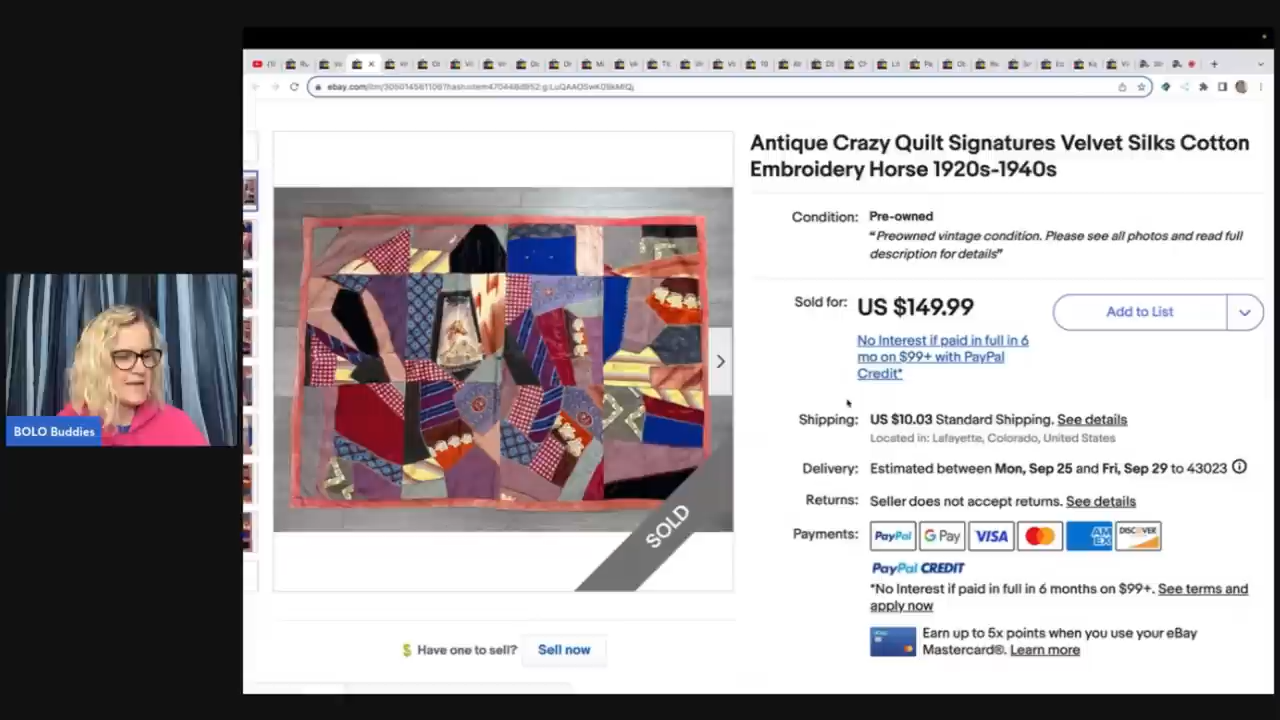 ebay.com/itm/
Antique Crazy Quilt Signatures Velvet Silks Cotton
Embroidery Horse 1920s-1940s
Condition: Pre-owned
“Preowned vintage condition. Please see all photos and read full
description for details”
Sold for: US $149.99
Add to List
No Interest if paid in full in 6
mo on $99+ with PayPal
Credit*
Shipping: US $10.03 Standard Shipping. See details
Located in: Lafayette, Colorado, United States
Delivery: Estimated between Mon, Sep 25 and Fri, Sep 29 to 43023
Returns: Seller does not accept returns. See details
Payments: PayPal G Pay VISA AM EX DISCOVER
PayPal CREDIT
*No Interest if paid in full in 6 months on $99+. See terms and
apply now
Earn up to 5x points when you use your eBay
Mastercard®. Learn more
SOLD
Have one to sell? Sell now
BOLO Buddies